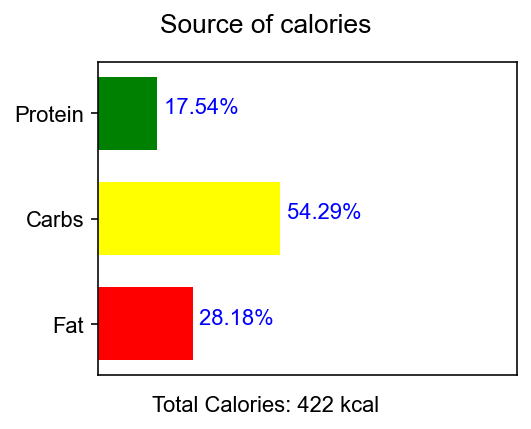 Source of calories
Protein 17.54%
Carbs 54.29%
Fat 28.18%
Total Calories: 422 kcal